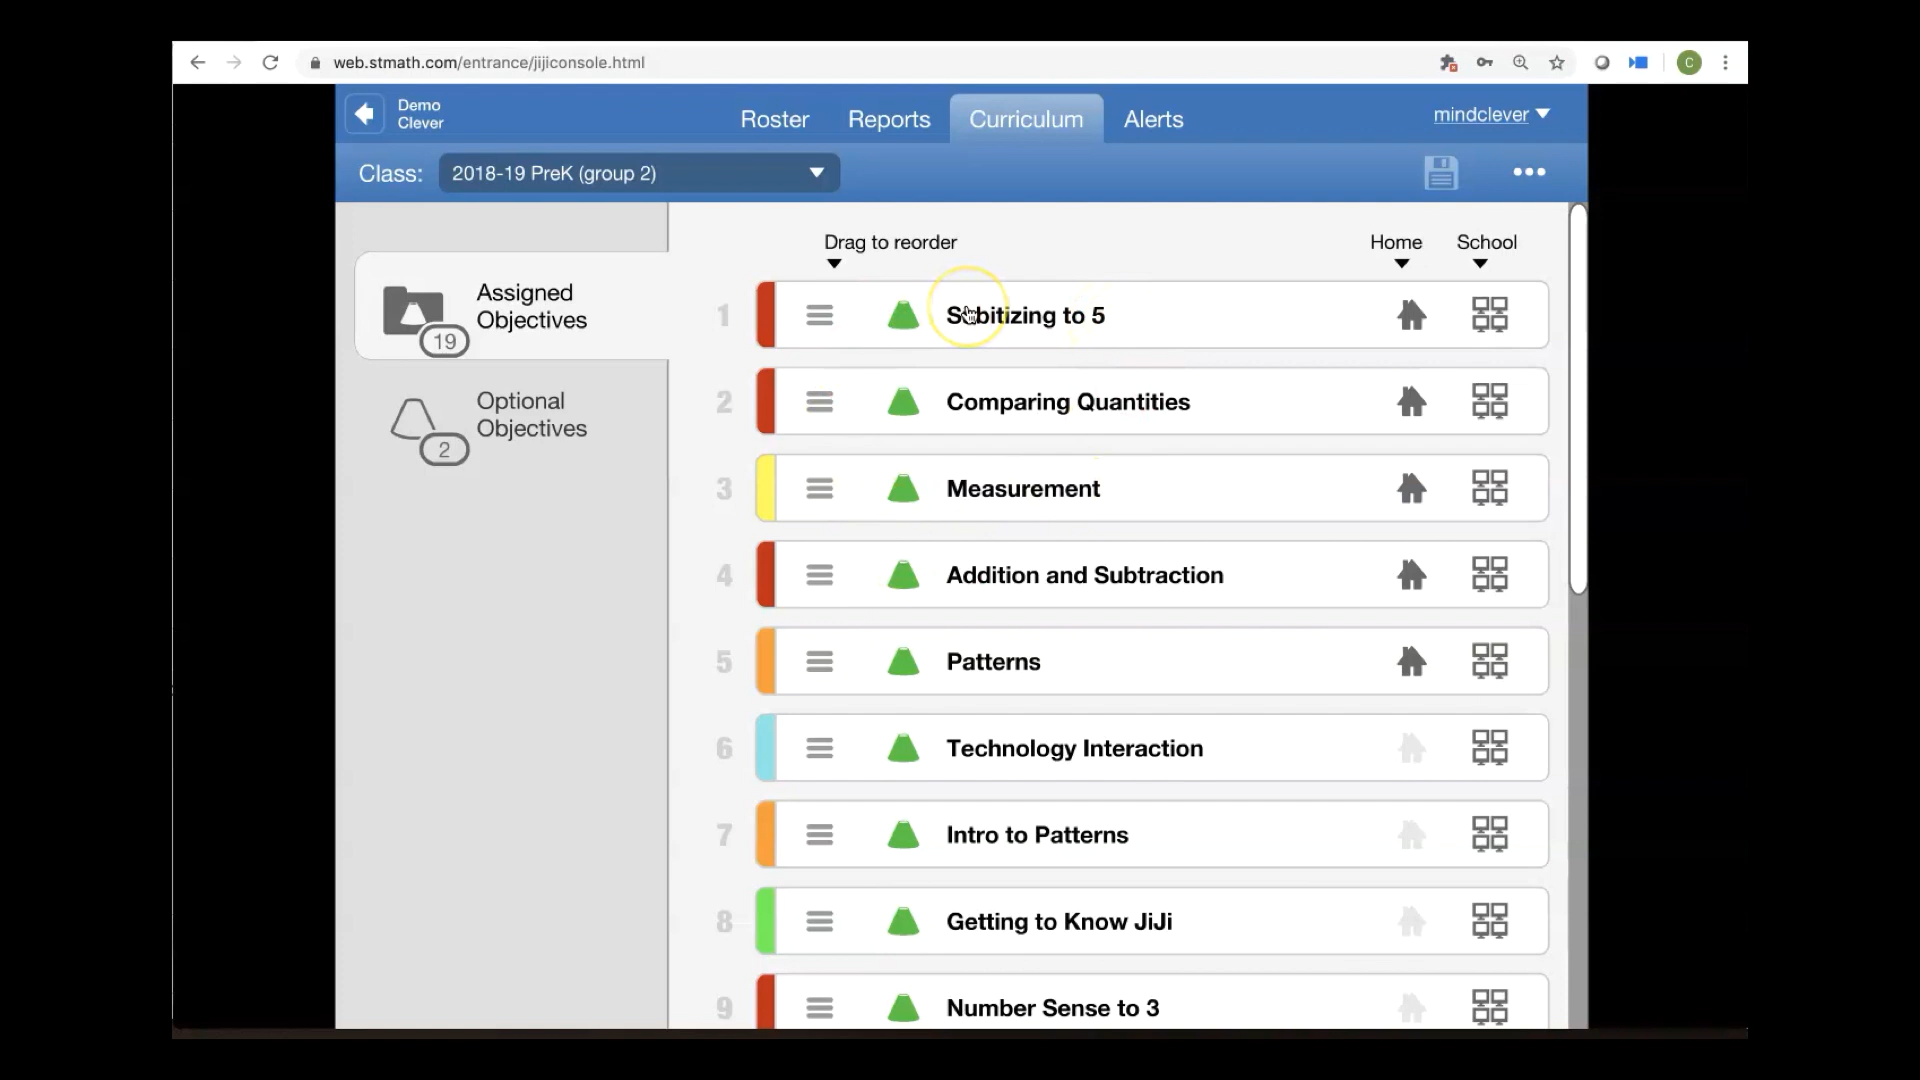 web.stmath.com/entrance/jijiconsole.html
C
Demo
Clever
Roster
Reports
Curriculum
Alerts
mindclever
Class:
2018-19 PreK (group 2)
Assigned
Objectives
19
Optional
Objectives
2
Drag to reorder
Home
School
1
Subitizing to 5
2
Comparing Quantities
3
Measurement
4
Addition and Subtraction
5
Patterns
6
Technology Interaction
7
Intro to Patterns
8
Getting to Know JiJi
9
Number Sense to 3